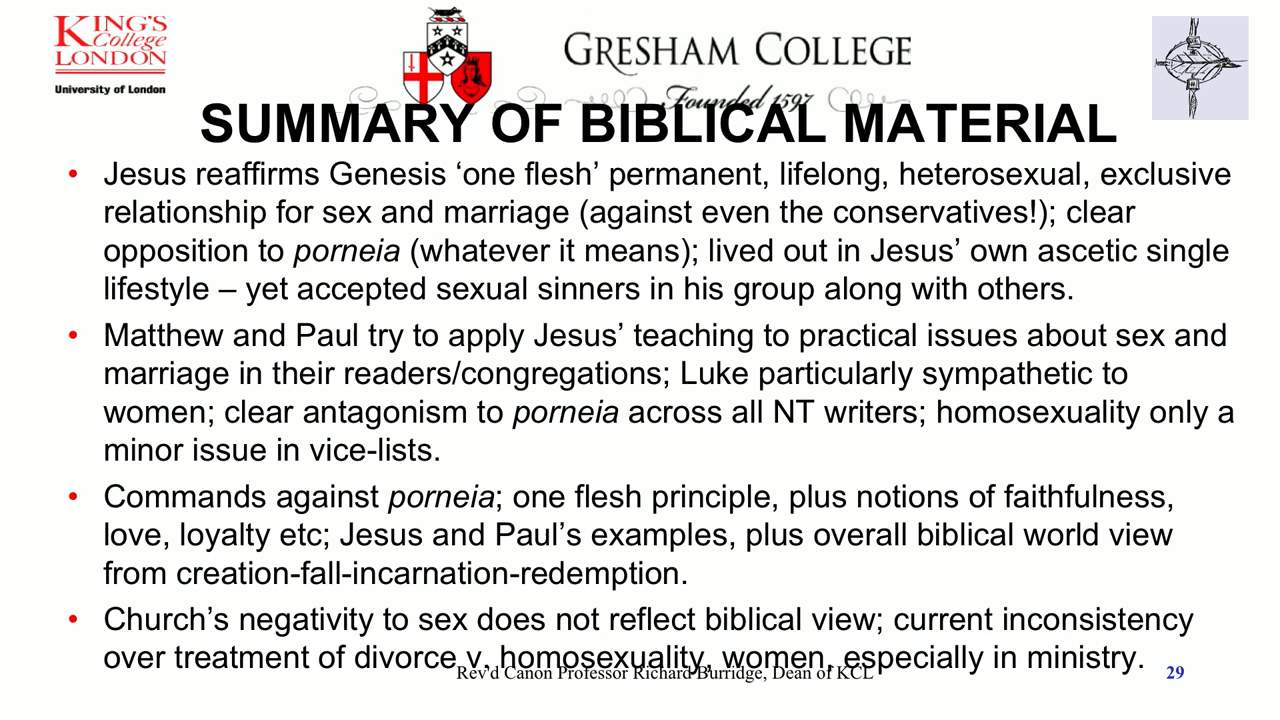 KING'S
College
LONDON
University of London
GRESHAM COLLEGE
Founded 1597
SUMMARY OF BIBLICAL MATERIAL
• Jesus reaffirms Genesis ‘one flesh’ permanent, lifelong, heterosexual, exclusive
relationship for sex and marriage (against even the conservatives!); clear
opposition to porneia (whatever it means); lived out in Jesus’ own ascetic single
lifestyle – yet accepted sexual sinners in his group along with others.
• Matthew and Paul try to apply Jesus’ teaching to practical issues about sex and
marriage in their readers/congregations; Luke particularly sympathetic to
women; clear antagonism to porneia across all NT writers; homosexuality only a
minor issue in vice-lists.
• Commands against porneia; one flesh principle, plus notions of faithfulness,
love, loyalty etc; Jesus and Paul’s examples, plus overall biblical world view
from creation-fall-incarnation-redemption.
• Church’s negativity to sex does not reflect biblical view; current inconsistency
over treatment of divorce v. homosexuality, women, especially in ministry.
Rev'd Canon Professor Richard Burridge, Dean of KCL
29